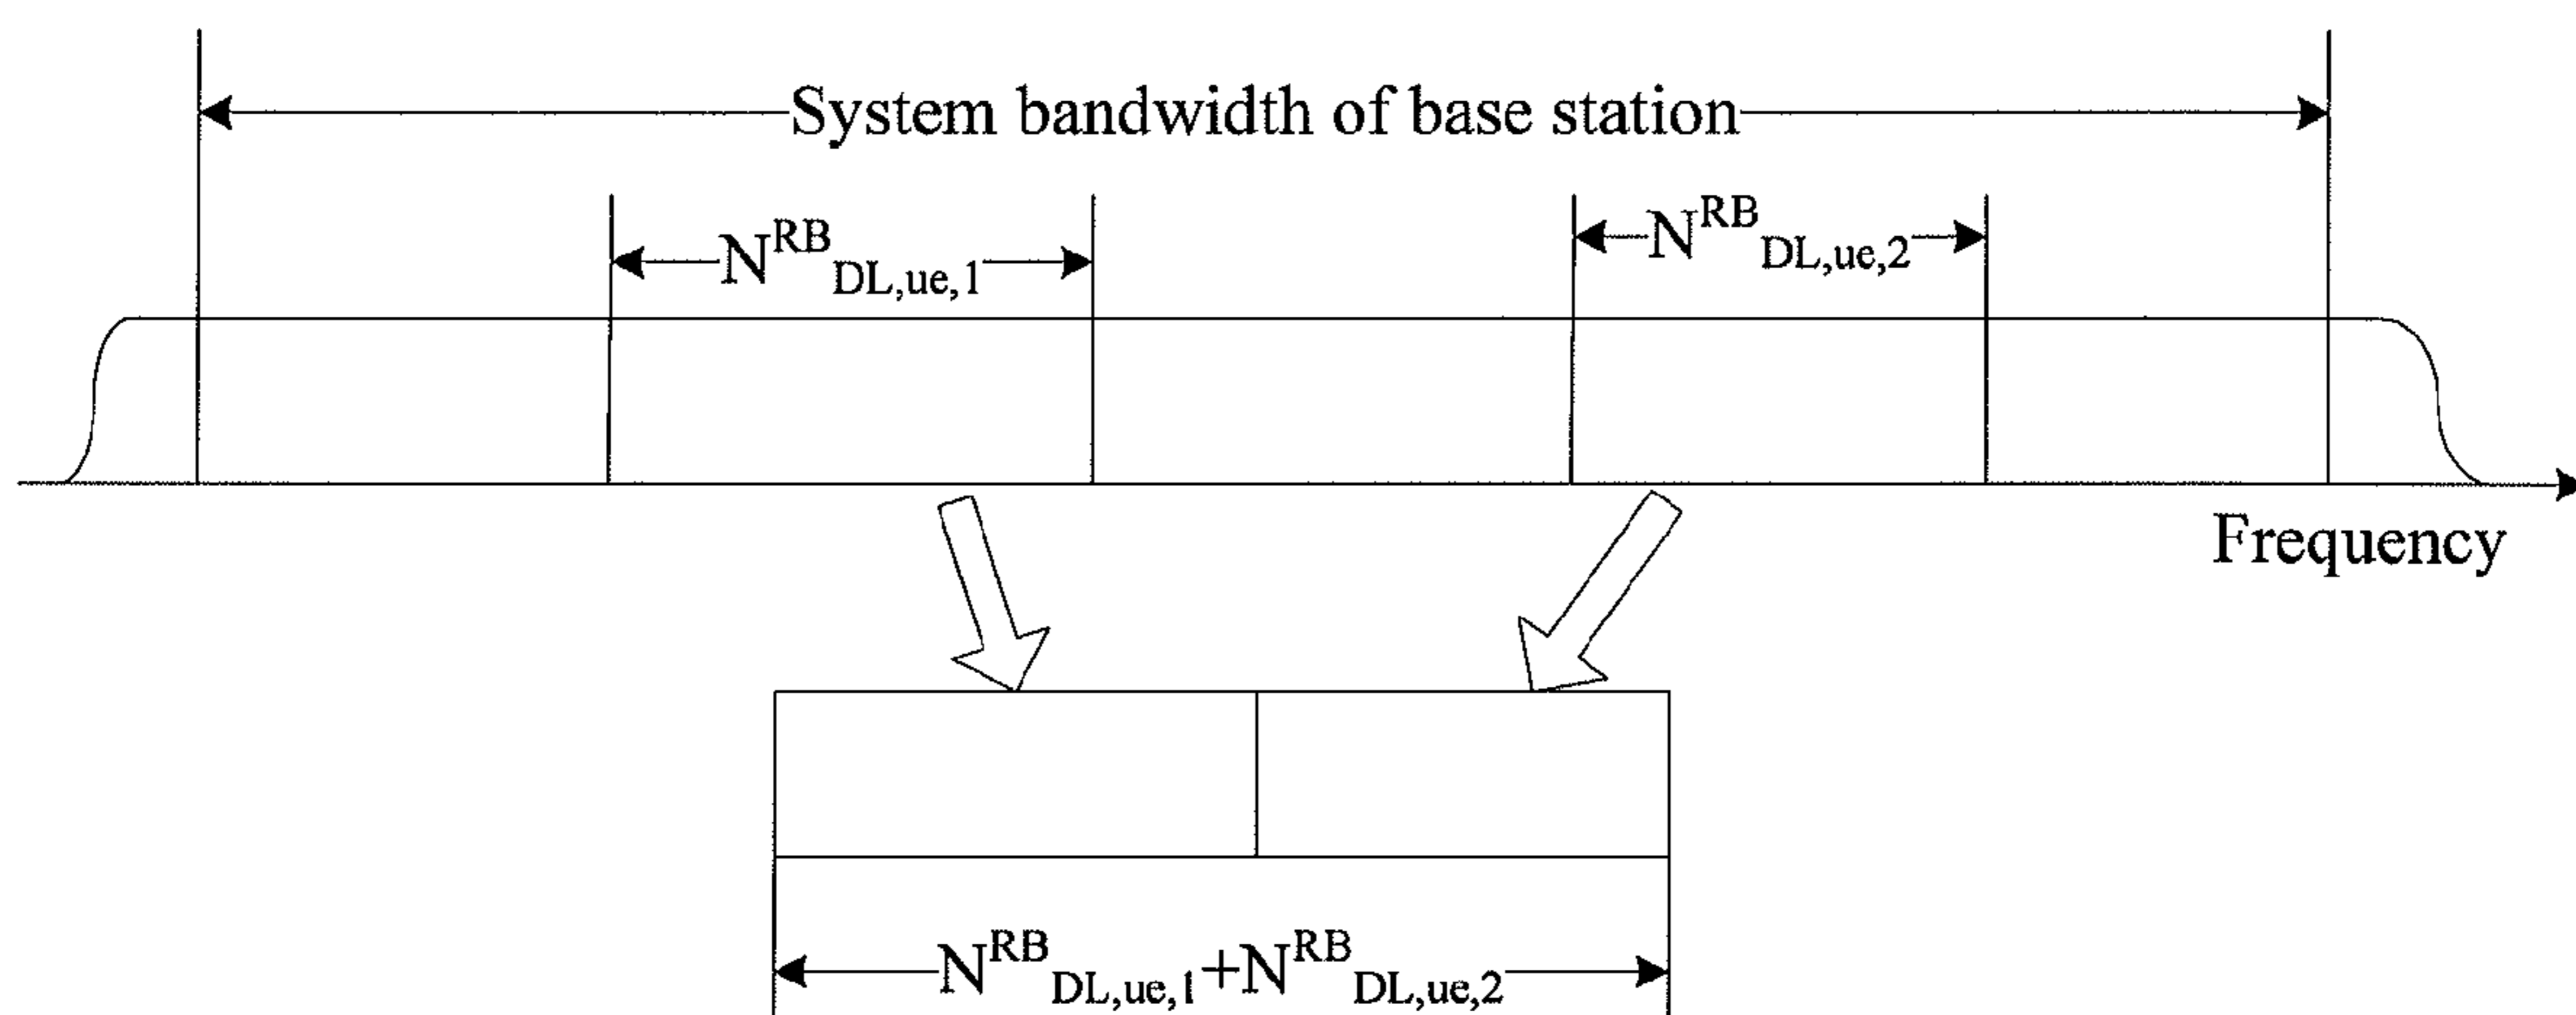 System bandwidth of base station
N^RB_DL,ue,1
N^RB_DL,ue,2
Frequency
N^RB_DL,ue,1+N^RB_DL,ue,2